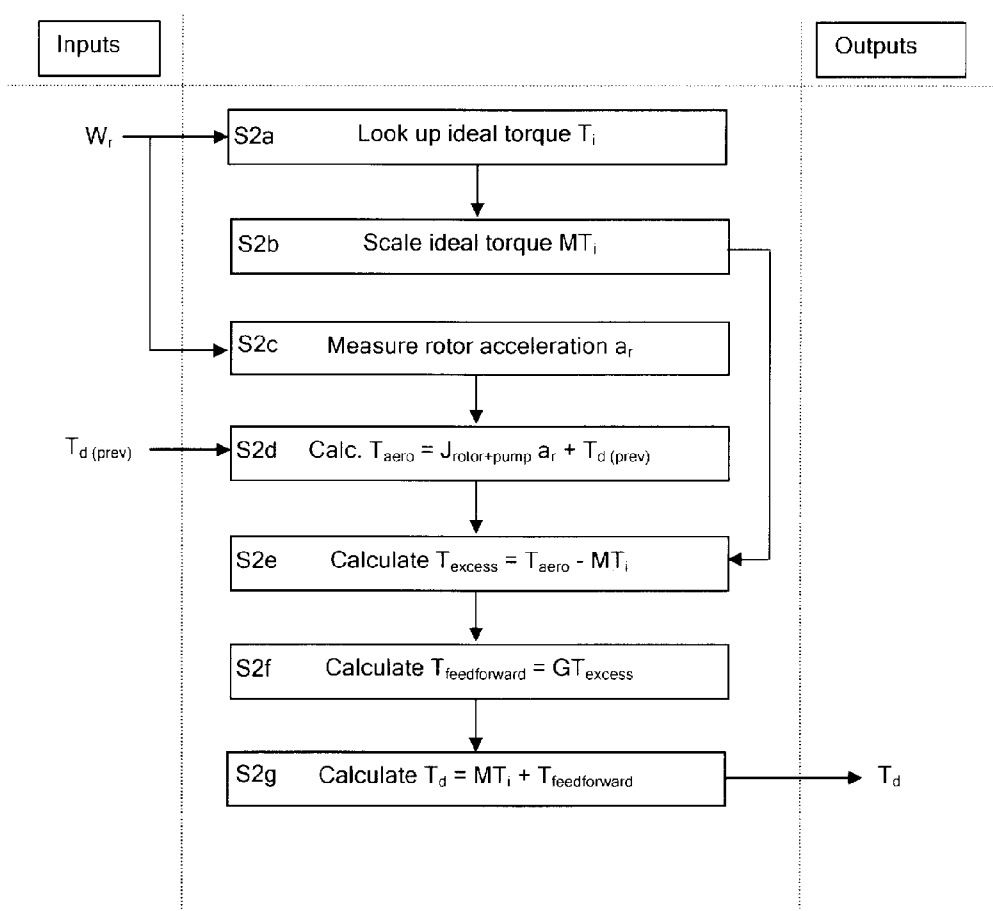 Inputs
Outputs
W_r
S2a Look up ideal torque T_i
S2b Scale ideal torque MT_i
S2c Measure rotor acceleration a_r
T_d (prev)
S2d Calc. T_aero = J_rotor+pump a_r + T_d (prev)
S2e Calculate T_excess = T_aero - MT_i
S2f Calculate T_feedforward = GT_excess
S2g Calculate T_d = MT_i + T_feedforward
T_d